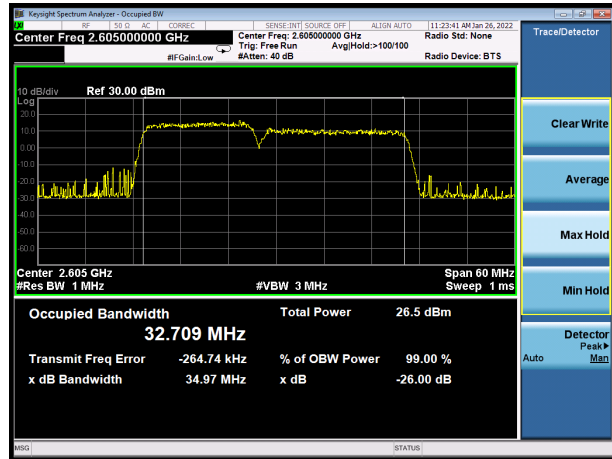 Keysight Spectrum Analyzer - Occupied BW
LXI RF 50 Ω AC CORREC SENSE:INT SOURCE OFF ALIGN AUTO 11:23:41 AM Jan 26, 2022
Center Freq 2.605000000 GHz Center Freq: 2.605000000 GHz Radio Std: None Trace/Detector
Trig: Free Run Avg|Hold:>100/100
#IFGain:Low #Atten: 40 dB Radio Device: BTS
10 dB/div Ref 30.00 dBm
Log
20.0
10.0
0.00
-10.0
-20.0
-30.0
-40.0
-50.0
-60.0
Center 2.605 GHz Span 60 MHz
#Res BW 1 MHz #VBW 3 MHz Sweep 1 ms
Occupied Bandwidth Total Power 26.5 dBm
32.709 MHz
Transmit Freq Error -264.74 kHz % of OBW Power 99.00 %
x dB Bandwidth 34.97 MHz x dB -26.00 dB
Clear Write
Average
Max Hold
Min Hold
Detector
Peak▶
Auto Man
MSG STATUS